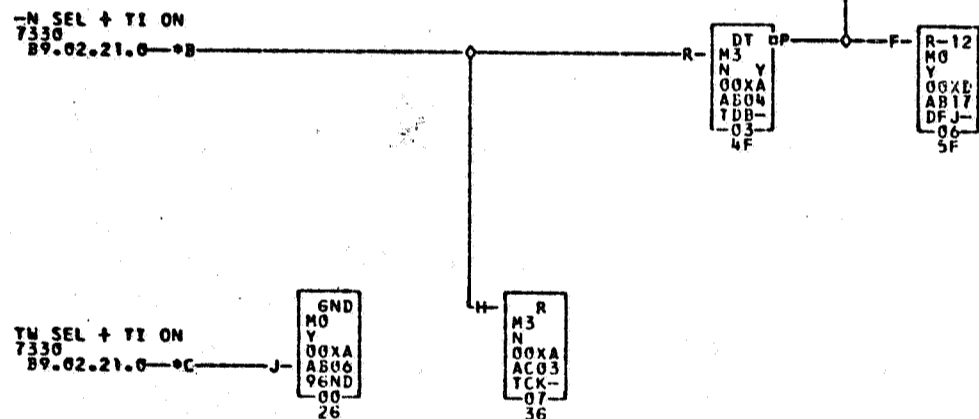 -N SEL + TI ON
7330
B9.02.21.0 *B
R
DT P
M3
N Y
00XA
AB04
TDB-
03
4F
F
R-12
M0
Y
00XD
AB17
DFJ-
06
5F
H
R
M3
N
00XA
AC03
TCK-
07
36
TW SEL + TI ON
7330
B9.02.21.0 *C
J
GND
M0
Y
00XA
AB06
96ND
00
26